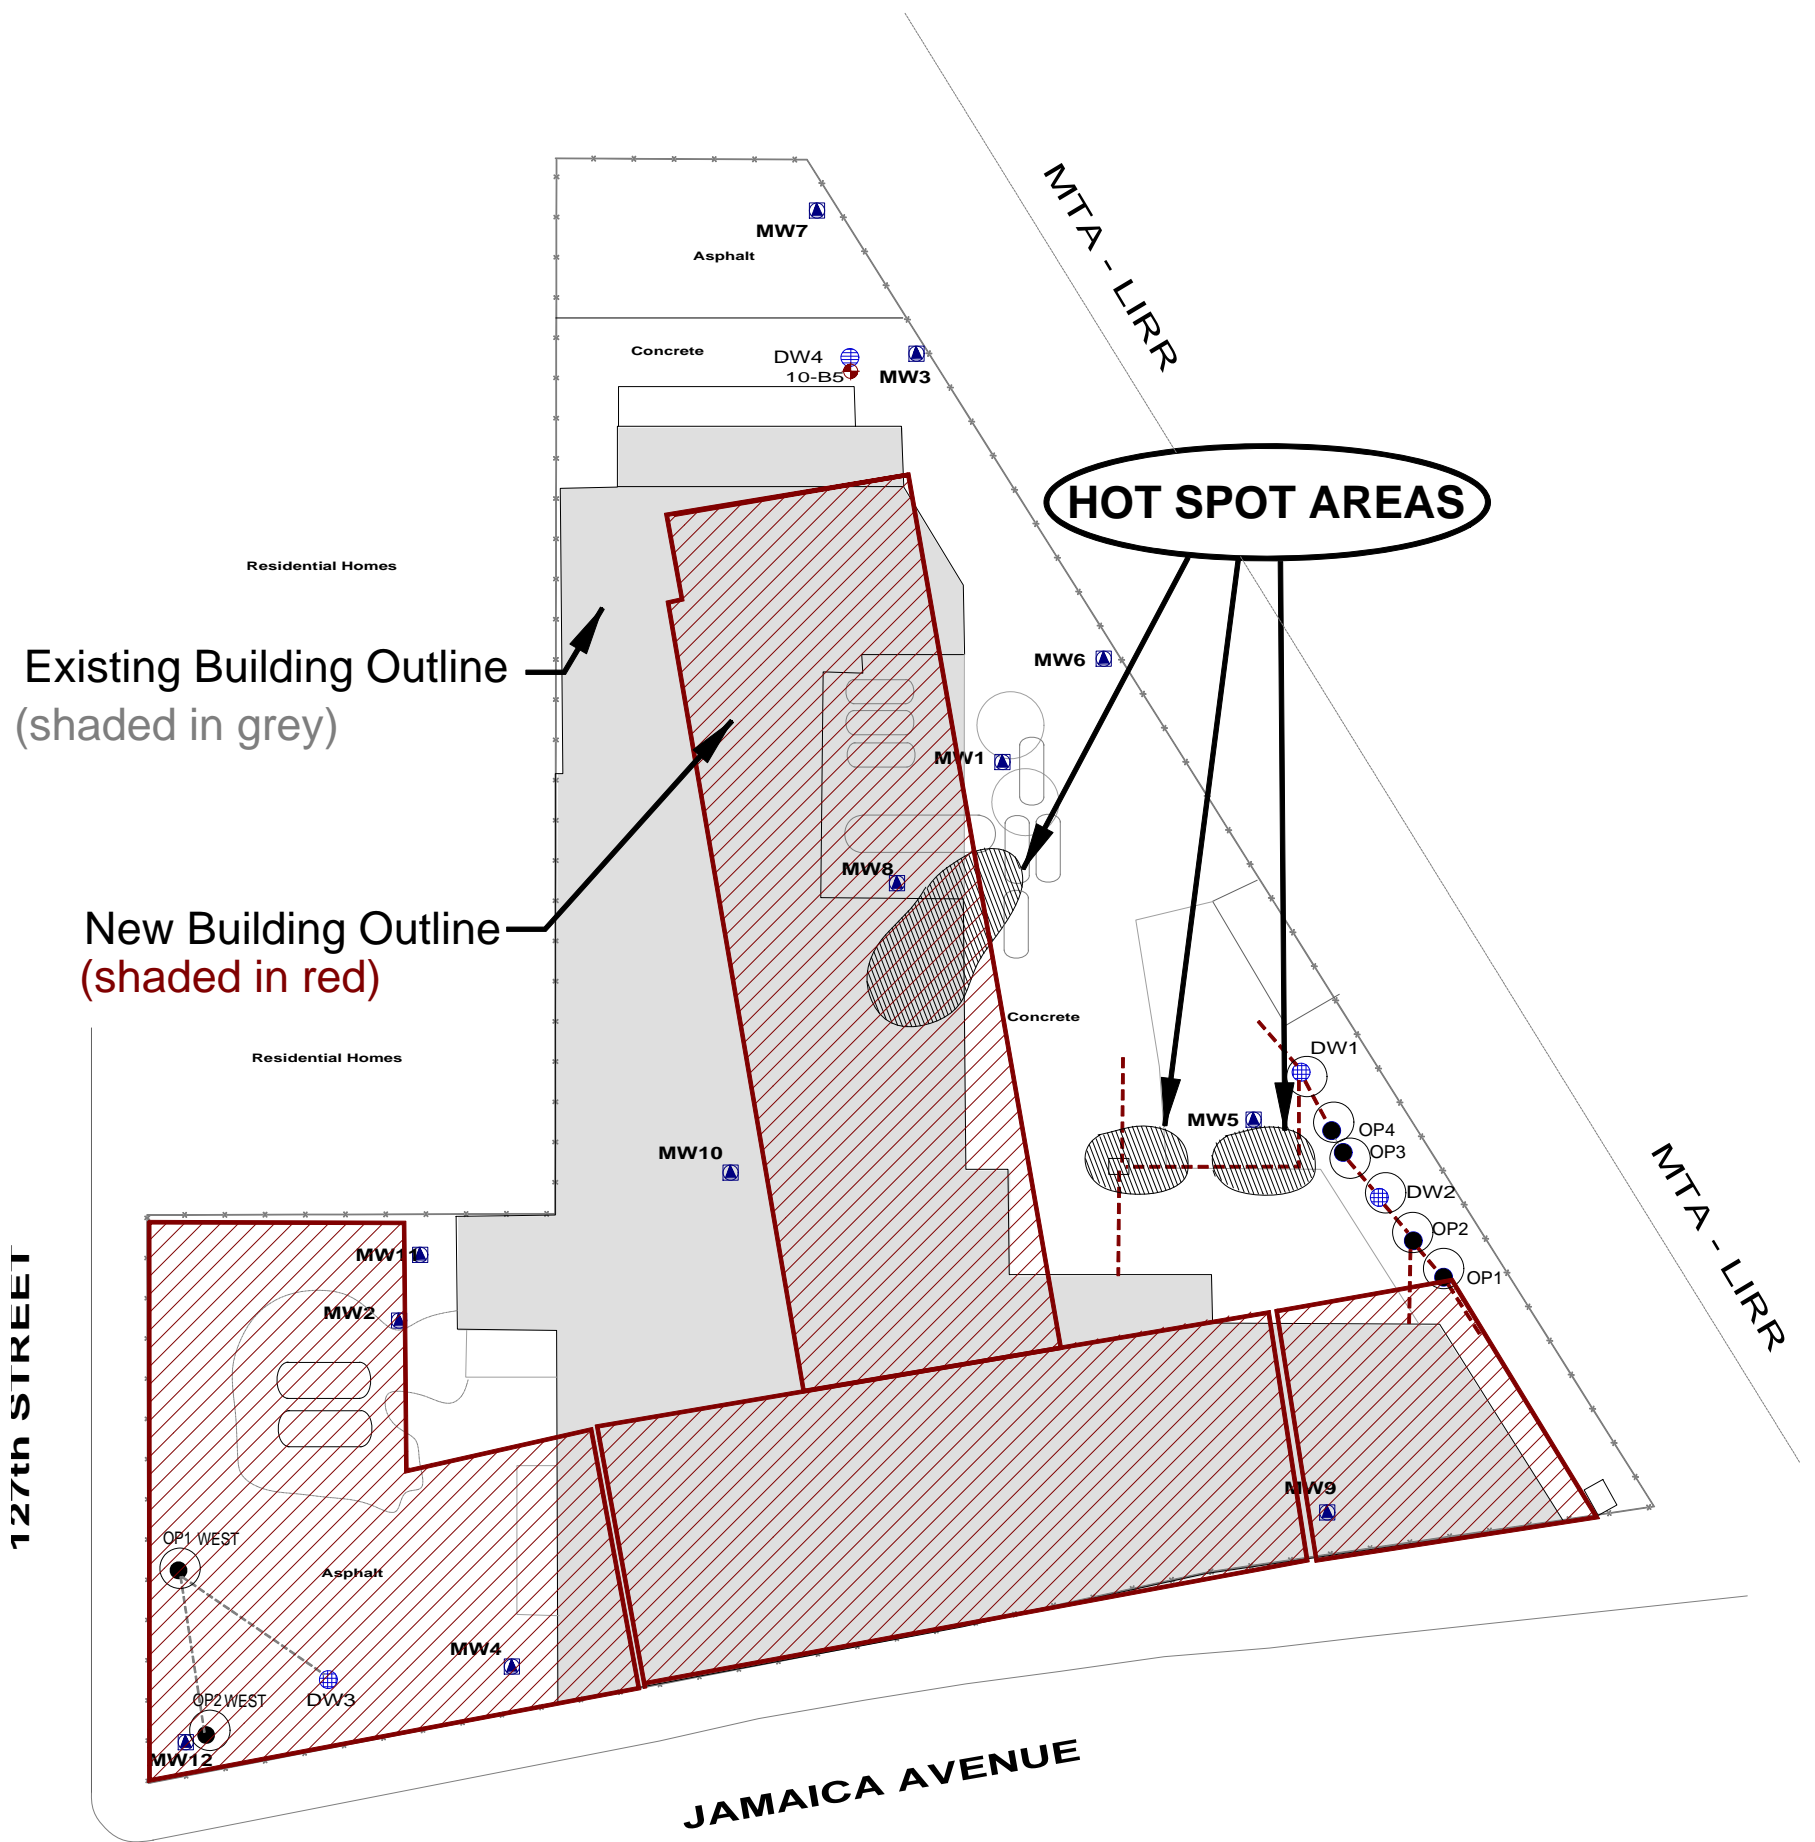 MTA - LIRR
MW7
Asphalt
Concrete
DW4
10-B5
MW3
HOT SPOT AREAS
Residential Homes
Existing Building Outline
(shaded in grey)
MW6
MW1
MW8
New Building Outline
(shaded in red)
Concrete
Residential Homes
DW1
MW5
OP4
OP3
MW10
DW2
MTA - LIRR
OP2
OP1
MW11
MW2
127th STREET
MW9
OP1 WEST
Asphalt
MW4
OP2 WEST
DW3
MW12
JAMAICA AVENUE